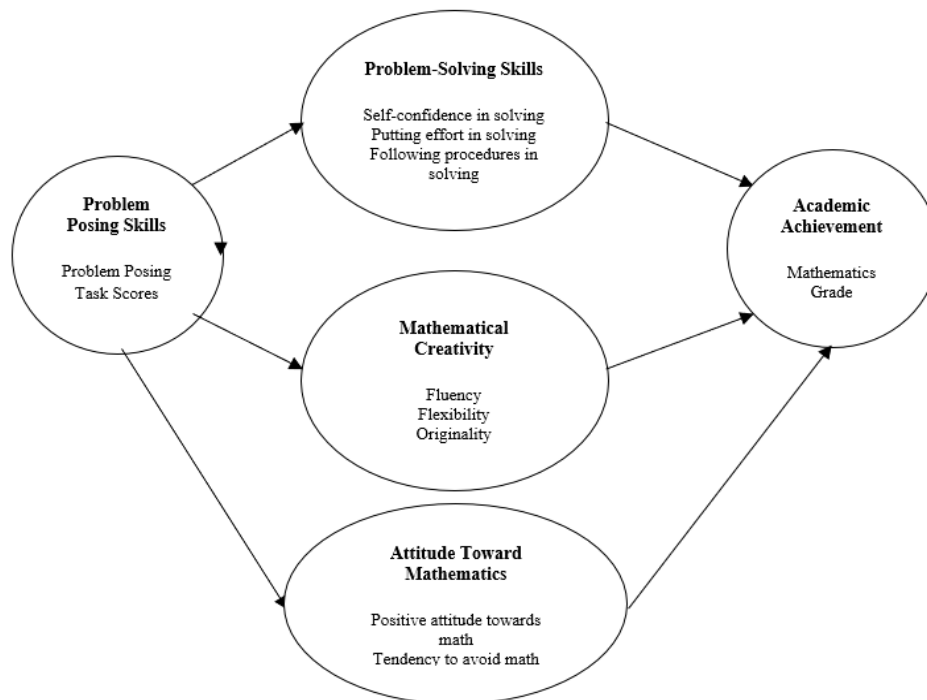 Problem-Solving Skills
Self-confidence in solving
Putting effort in solving
Following procedures in
solving
Problem
Posing Skills
Problem Posing
Task Scores
Academic
Achievement
Mathematics
Grade
Mathematical
Creativity
Fluency
Flexibility
Originality
Attitude Toward
Mathematics
Positive attitude towards
math
Tendency to avoid math